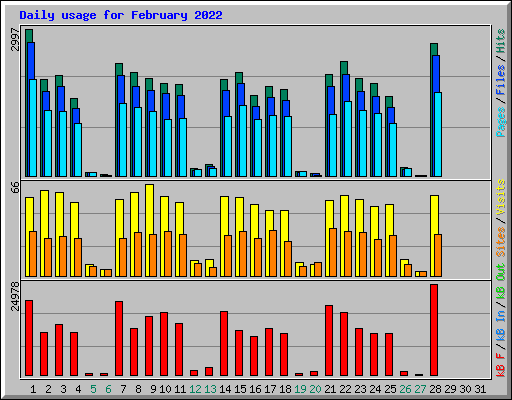 Daily usage for February 2022
2997
66
24978
Pages / Files / Hits
Sites / Visits
kB F / kB In / kB Out
1 2 3 4 5 6 7 8 9 10 11 12 13 14 15 16 17 18 19 20 21 22 23 24 25 26 27 28 29 30 31